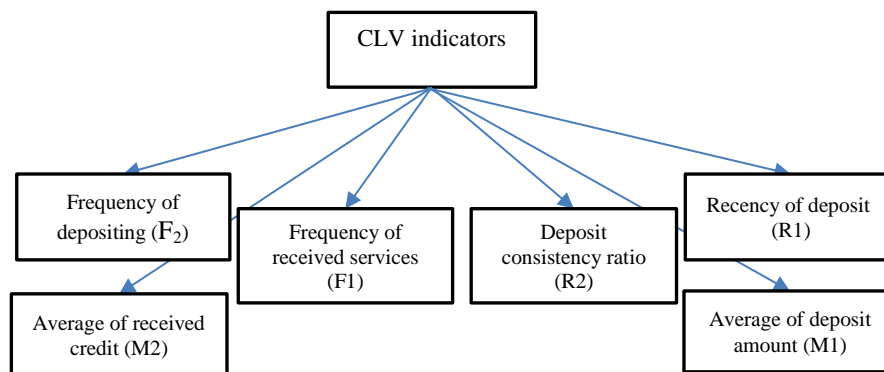 CLV indicators
Frequency of
depositing (F₂)
Frequency of
received services
(F1)
Deposit
consistency ratio
(R2)
Recency of deposit
(R1)
Average of received
credit (M2)
Average of deposit
amount (M1)